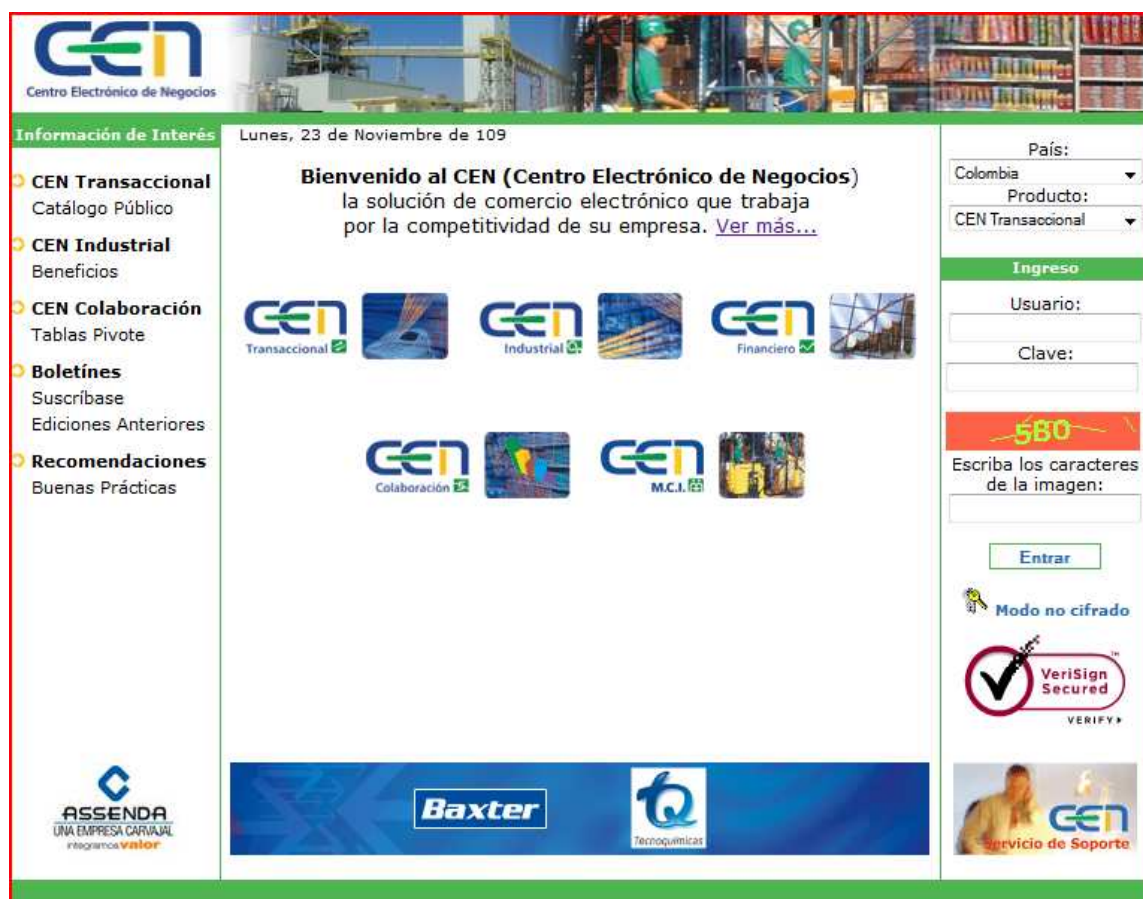 CEN
Centro Electrónico de Negocios
Información de Interés
CEN Transaccional
Catálogo Público
CEN Industrial
Beneficios
CEN Colaboración
Tablas Pivote
Boletínes
Suscríbase
Ediciones Anteriores
Recomendaciones
Buenas Prácticas
ASSENDA
UNA EMPRESA CARVAJAL
integramos valor
Lunes, 23 de Noviembre de 109
Bienvenido al CEN (Centro Electrónico de Negocios)
la solución de comercio electrónico que trabaja
por la competitividad de su empresa. Ver más...
CEN
Transaccional
CEN
Industrial
CEN
Financiero
CEN
Colaboración
CEN
M.C.I.
Baxter
TQ
Tecnoquímicas
País:
Colombia
Producto:
CEN Transaccional
Ingreso
Usuario:
Clave:
5BO
Escriba los caracteres
de la imagen:
Entrar
Modo no cifrado
VeriSign
Secured
VERIFY
CEN
Servicio de Soporte